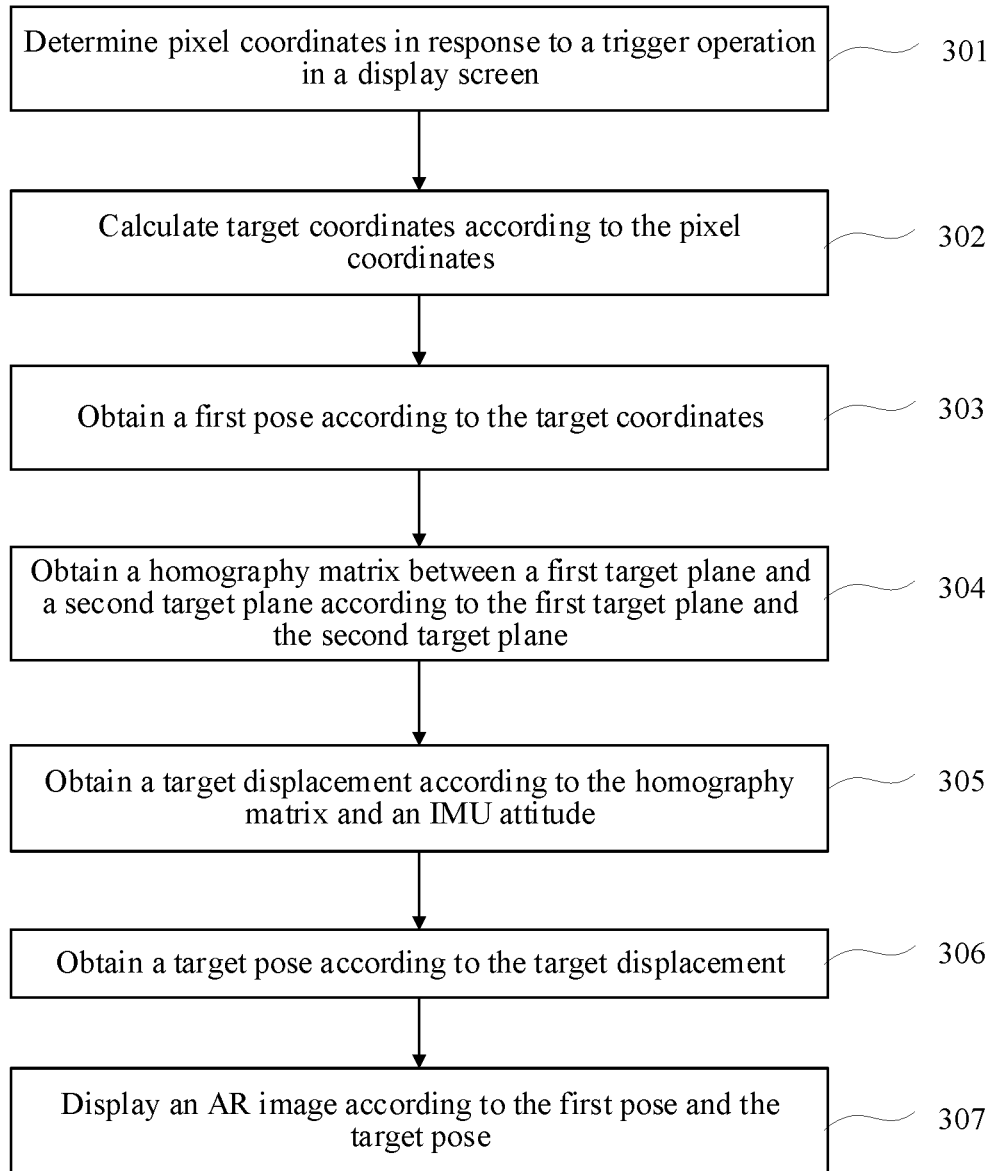 Determine pixel coordinates in response to a trigger operation
in a display screen
301
Calculate target coordinates according to the pixel
coordinates
302
Obtain a first pose according to the target coordinates
303
Obtain a homography matrix between a first target plane and
a second target plane according to the first target plane and
the second target plane
304
Obtain a target displacement according to the homography
matrix and an IMU attitude
305
Obtain a target pose according to the target displacement
306
Display an AR image according to the first pose and the
target pose
307